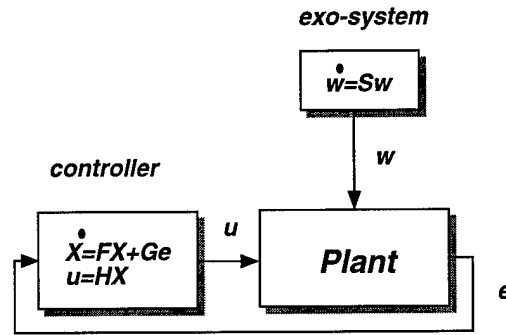 exo-system
ẇ=Sw
w
controller
u
Ẋ=FX+Ge
u=HX
Plant
e